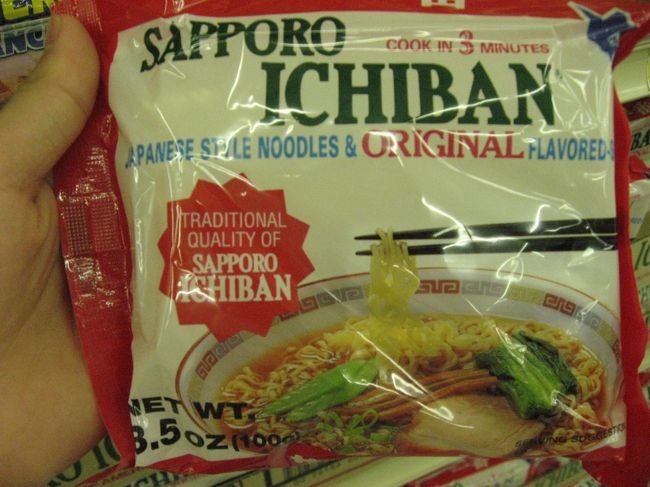 SAPPORO
COOK IN 3 MINUTES
ICHIBAN
JAPANESE STYLE NOODLES & ORIGINAL FLAVORED
TRADITIONAL
QUALITY OF
SAPPORO
ICHIBAN
NET WT.
3.5 OZ (100g)
SERVING SUGGESTION